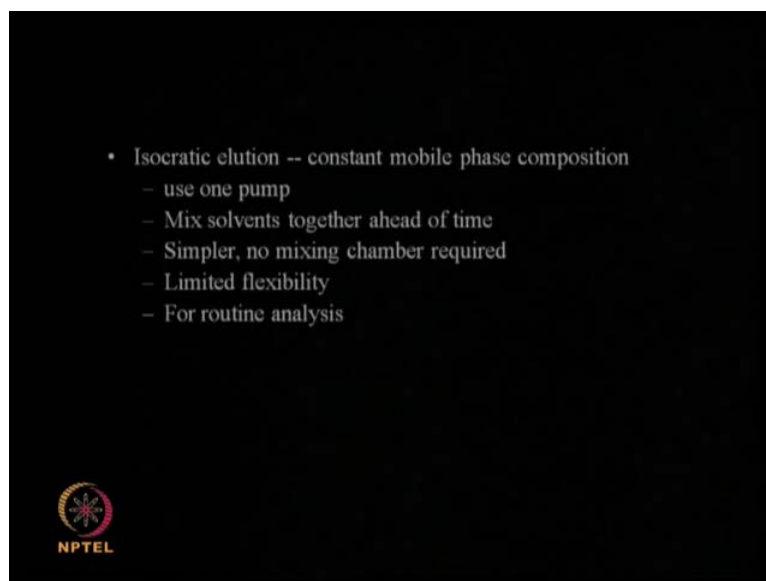 • Isocratic elution -- constant mobile phase composition
– use one pump
– Mix solvents together ahead of time
– Simpler, no mixing chamber required
– Limited flexibility
– For routine analysis
NPTEL